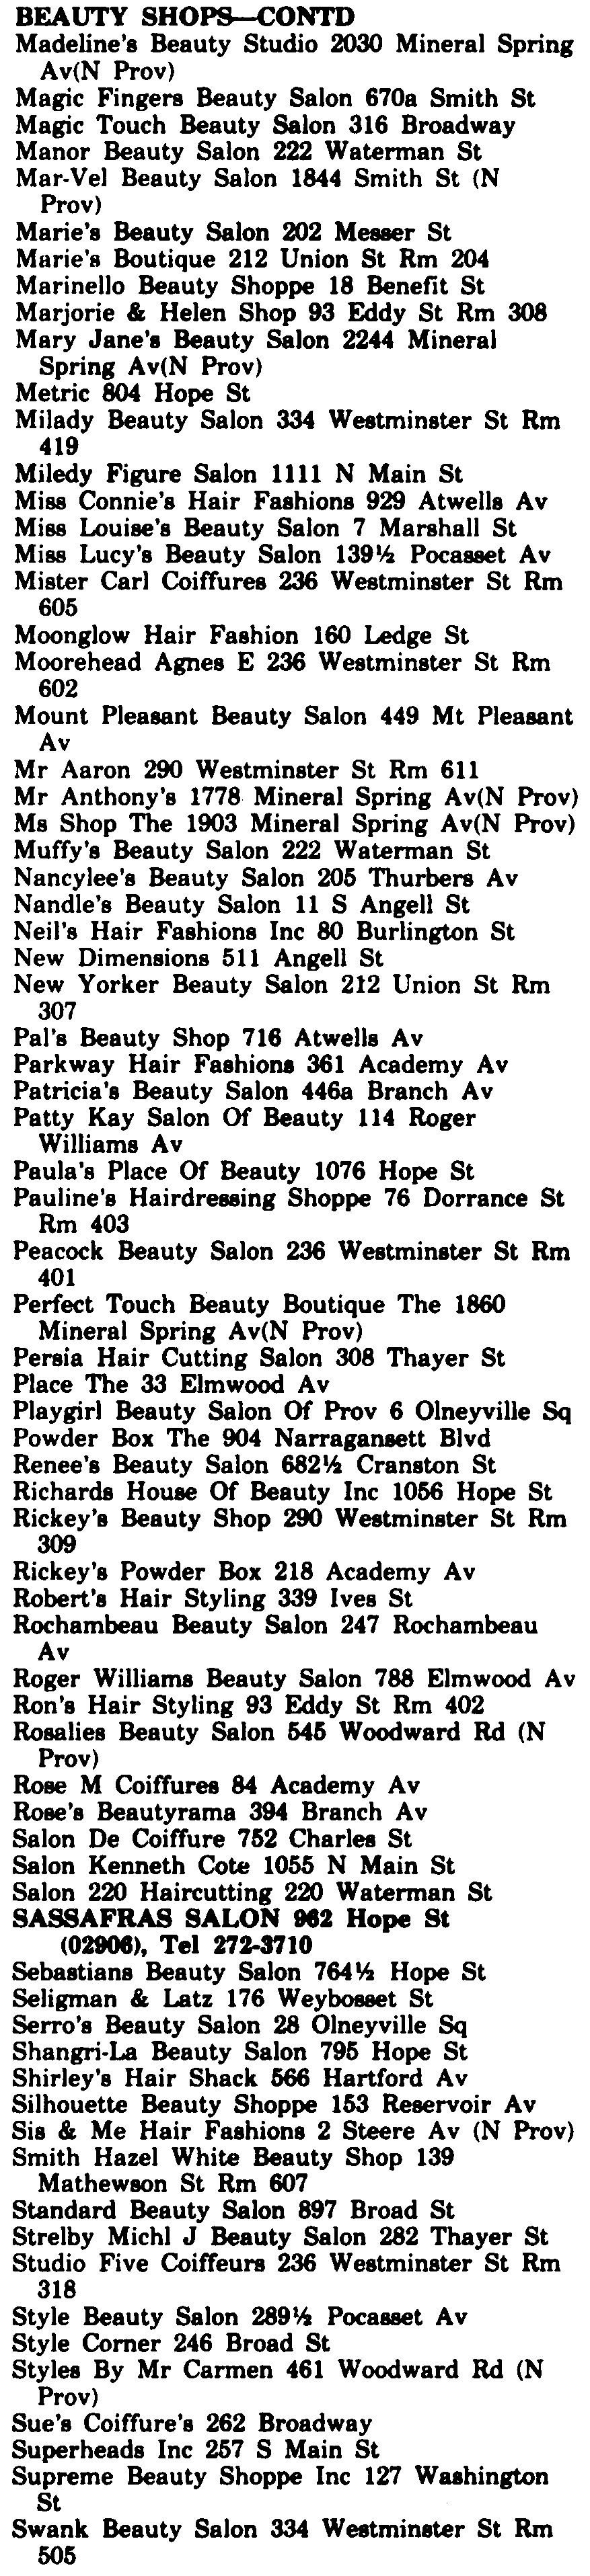 BEAUTY SHOPS—CONTD
Madeline's Beauty Studio 2030 Mineral Spring
Av(N Prov)
Magic Fingers Beauty Salon 670a Smith St
Magic Touch Beauty Salon 316 Broadway
Manor Beauty Salon 222 Waterman St
Mar-Vel Beauty Salon 1844 Smith St (N
Prov)
Marie's Beauty Salon 202 Messer St
Marie's Boutique 212 Union St Rm 204
Marinello Beauty Shoppe 18 Benefit St
Marjorie & Helen Shop 93 Eddy St Rm 308
Mary Jane's Beauty Salon 2244 Mineral
Spring Av(N Prov)
Metric 804 Hope St
Milady Beauty Salon 334 Westminster St Rm
419
Miledy Figure Salon 1111 N Main St
Miss Connie's Hair Fashions 929 Atwells Av
Miss Louise's Beauty Salon 7 Marshall St
Miss Lucy's Beauty Salon 139½ Pocasset Av
Mister Carl Coiffures 236 Westminster St Rm
605
Moonglow Hair Fashion 160 Ledge St
Moorehead Agnes E 236 Westminster St Rm
602
Mount Pleasant Beauty Salon 449 Mt Pleasant
Av
Mr Aaron 290 Westminster St Rm 611
Mr Anthony's 1778 Mineral Spring Av(N Prov)
Ms Shop The 1903 Mineral Spring Av(N Prov)
Muffy's Beauty Salon 222 Waterman St
Nancylee's Beauty Salon 205 Thurbers Av
Nandle's Beauty Salon 11 S Angell St
Neil's Hair Fashions Inc 80 Burlington St
New Dimensions 511 Angell St
New Yorker Beauty Salon 212 Union St Rm
307
Pal's Beauty Shop 716 Atwells Av
Parkway Hair Fashions 361 Academy Av
Patricia's Beauty Salon 446a Branch Av
Patty Kay Salon Of Beauty 114 Roger
Williams Av
Paula's Place Of Beauty 1076 Hope St
Pauline's Hairdressing Shoppe 76 Dorrance St
Rm 403
Peacock Beauty Salon 236 Westminster St Rm
401
Perfect Touch Beauty Boutique The 1860
Mineral Spring Av(N Prov)
Persia Hair Cutting Salon 308 Thayer St
Place The 33 Elmwood Av
Playgirl Beauty Salon Of Prov 6 Olneyville Sq
Powder Box The 904 Narragansett Blvd
Renee's Beauty Salon 682½ Cranston St
Richards House Of Beauty Inc 1056 Hope St
Rickey's Beauty Shop 290 Westminster St Rm
309
Rickey's Powder Box 218 Academy Av
Robert's Hair Styling 339 Ives St
Rochambeau Beauty Salon 247 Rochambeau
Av
Roger Williams Beauty Salon 788 Elmwood Av
Ron's Hair Styling 93 Eddy St Rm 402
Rosalies Beauty Salon 545 Woodward Rd (N
Prov)
Rose M Coiffures 84 Academy Av
Rose's Beautyrama 394 Branch Av
Salon De Coiffure 752 Charles St
Salon Kenneth Cote 1055 N Main St
Salon 220 Haircutting 220 Waterman St
SASSAFRAS SALON 962 Hope St
(02906), Tel 272-3710
Sebastians Beauty Salon 764½ Hope St
Seligman & Latz 176 Weybosset St
Serro's Beauty Salon 28 Olneyville Sq
Shangri-La Beauty Salon 795 Hope St
Shirley's Hair Shack 566 Hartford Av
Silhouette Beauty Shoppe 153 Reservoir Av
Sis & Me Hair Fashions 2 Steere Av (N Prov)
Smith Hazel White Beauty Shop 139
Mathewson St Rm 607
Standard Beauty Salon 897 Broad St
Strelby Michl J Beauty Salon 282 Thayer St
Studio Five Coiffeurs 236 Westminster St Rm
318
Style Beauty Salon 289½ Pocasset Av
Style Corner 246 Broad St
Styles By Mr Carmen 461 Woodward Rd (N
Prov)
Sue's Coiffure's 262 Broadway
Superheads Inc 257 S Main St
Supreme Beauty Shoppe Inc 127 Washington
St
Swank Beauty Salon 334 Westminster St Rm
505